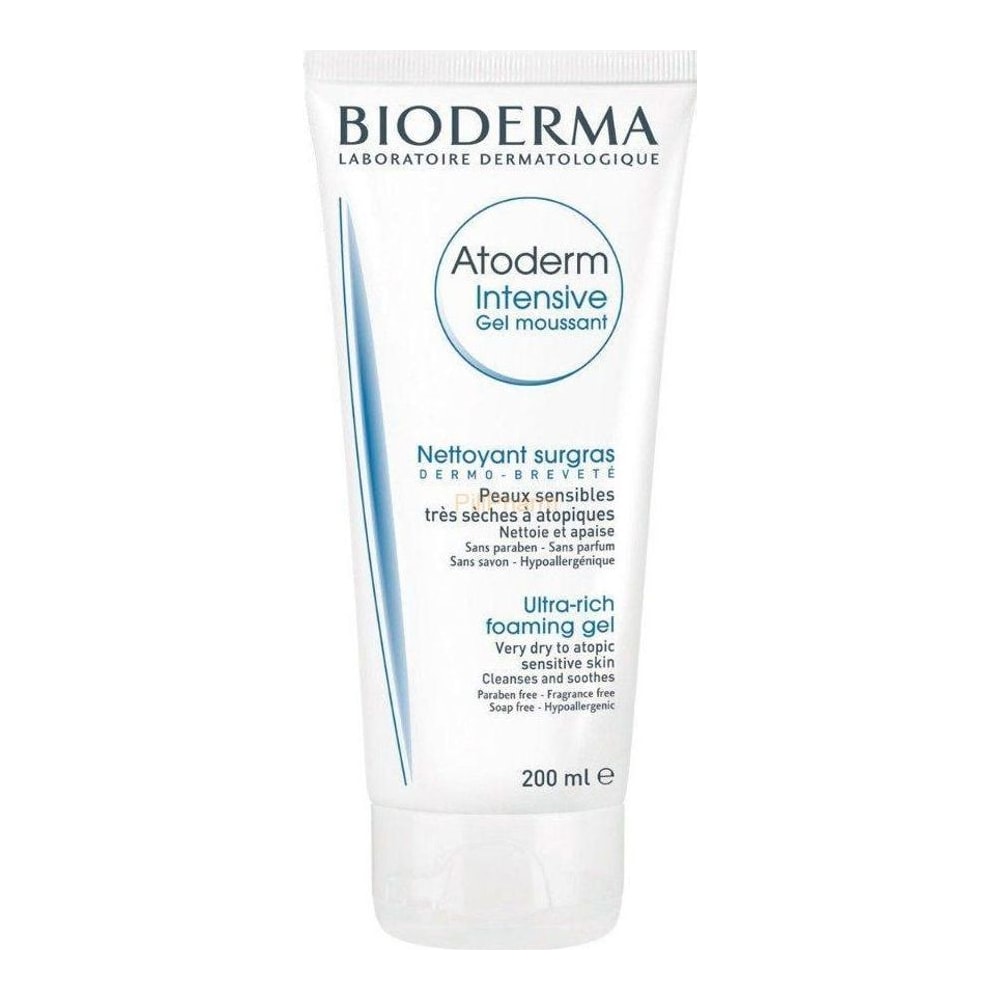 BIODERMA
LABORATOIRE DERMATOLOGIQUE
Atoderm
Intensive
Gel moussant
Nettoyant surgras
DERMO-BREVETÉ
Peaux sensibles
très sèches à atopiques
Nettoie et apaise
Sans paraben - Sans parfum
Sans savon - Hypoallergénique
Ultra-rich
foaming gel
Very dry to atopic
sensitive skin
Cleanses and soothes
Paraben free - Fragrance free
Soap free - Hypoallergenic
200 ml e